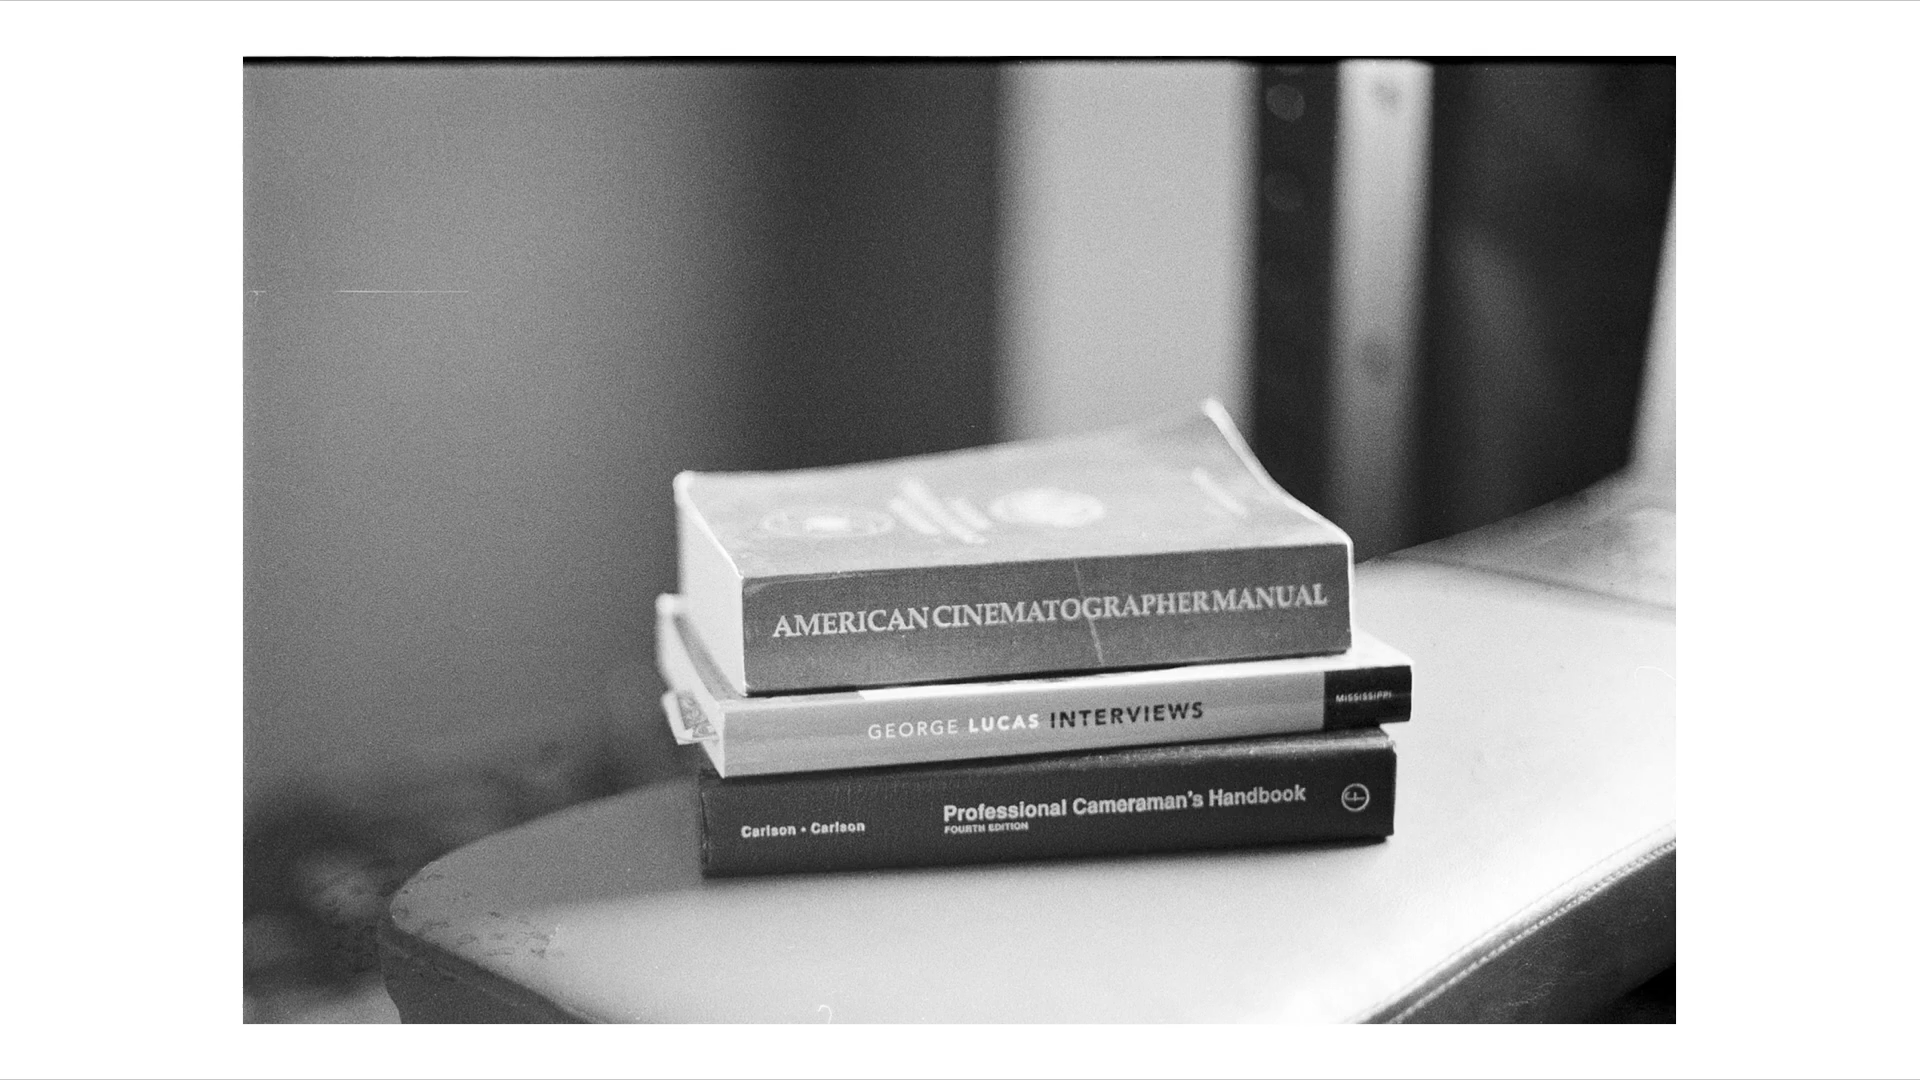 AMERICAN CINEMATOGRAPHER MANUAL
GEORGE LUCAS INTERVIEWS
MISSISSIPPI
Carlson • Carlson
Professional Cameraman's Handbook
FOURTH EDITION